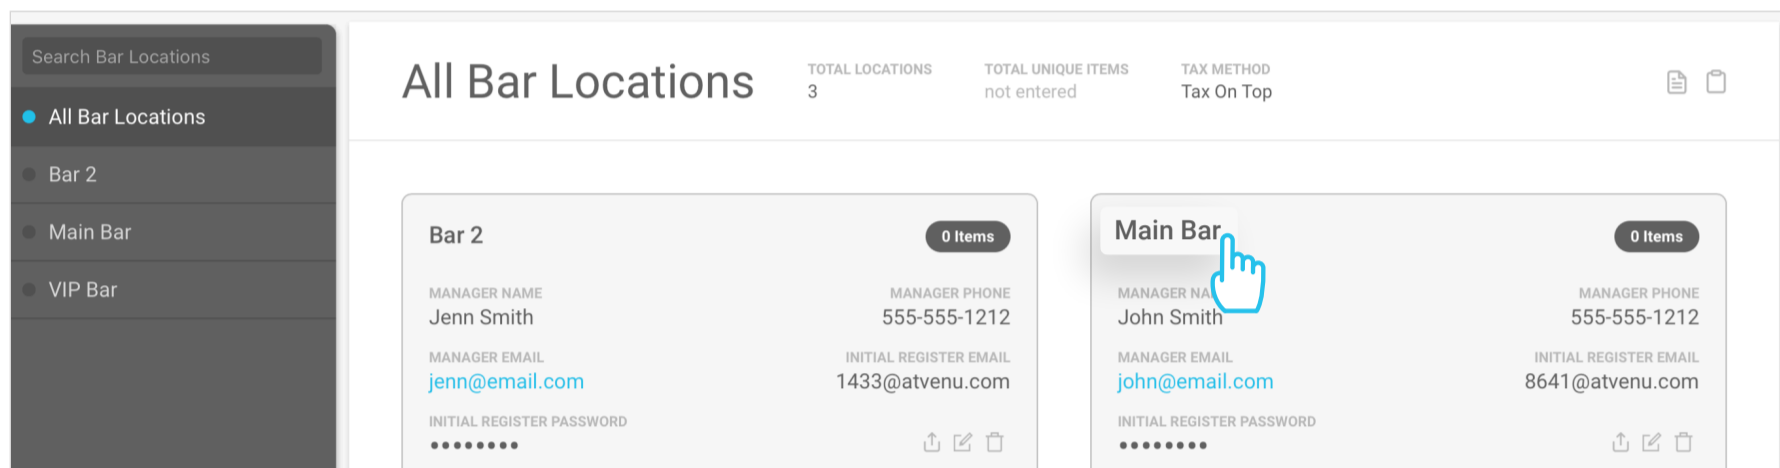 Search Bar Locations
All Bar Locations
Bar 2
Main Bar
VIP Bar
All Bar Locations
TOTAL LOCATIONS
3
TOTAL UNIQUE ITEMS
not entered
TAX METHOD
Tax On Top
Bar 2
0 Items
MANAGER NAME
Jenn Smith
MANAGER PHONE
555-555-1212
MANAGER EMAIL
jenn@email.com
INITIAL REGISTER EMAIL
1433@atvenu.com
INITIAL REGISTER PASSWORD
••••••••
Main Bar
0 Items
MANAGER NA
John Smith
MANAGER PHONE
555-555-1212
MANAGER EMAIL
john@email.com
INITIAL REGISTER EMAIL
8641@atvenu.com
INITIAL REGISTER PASSWORD
••••••••